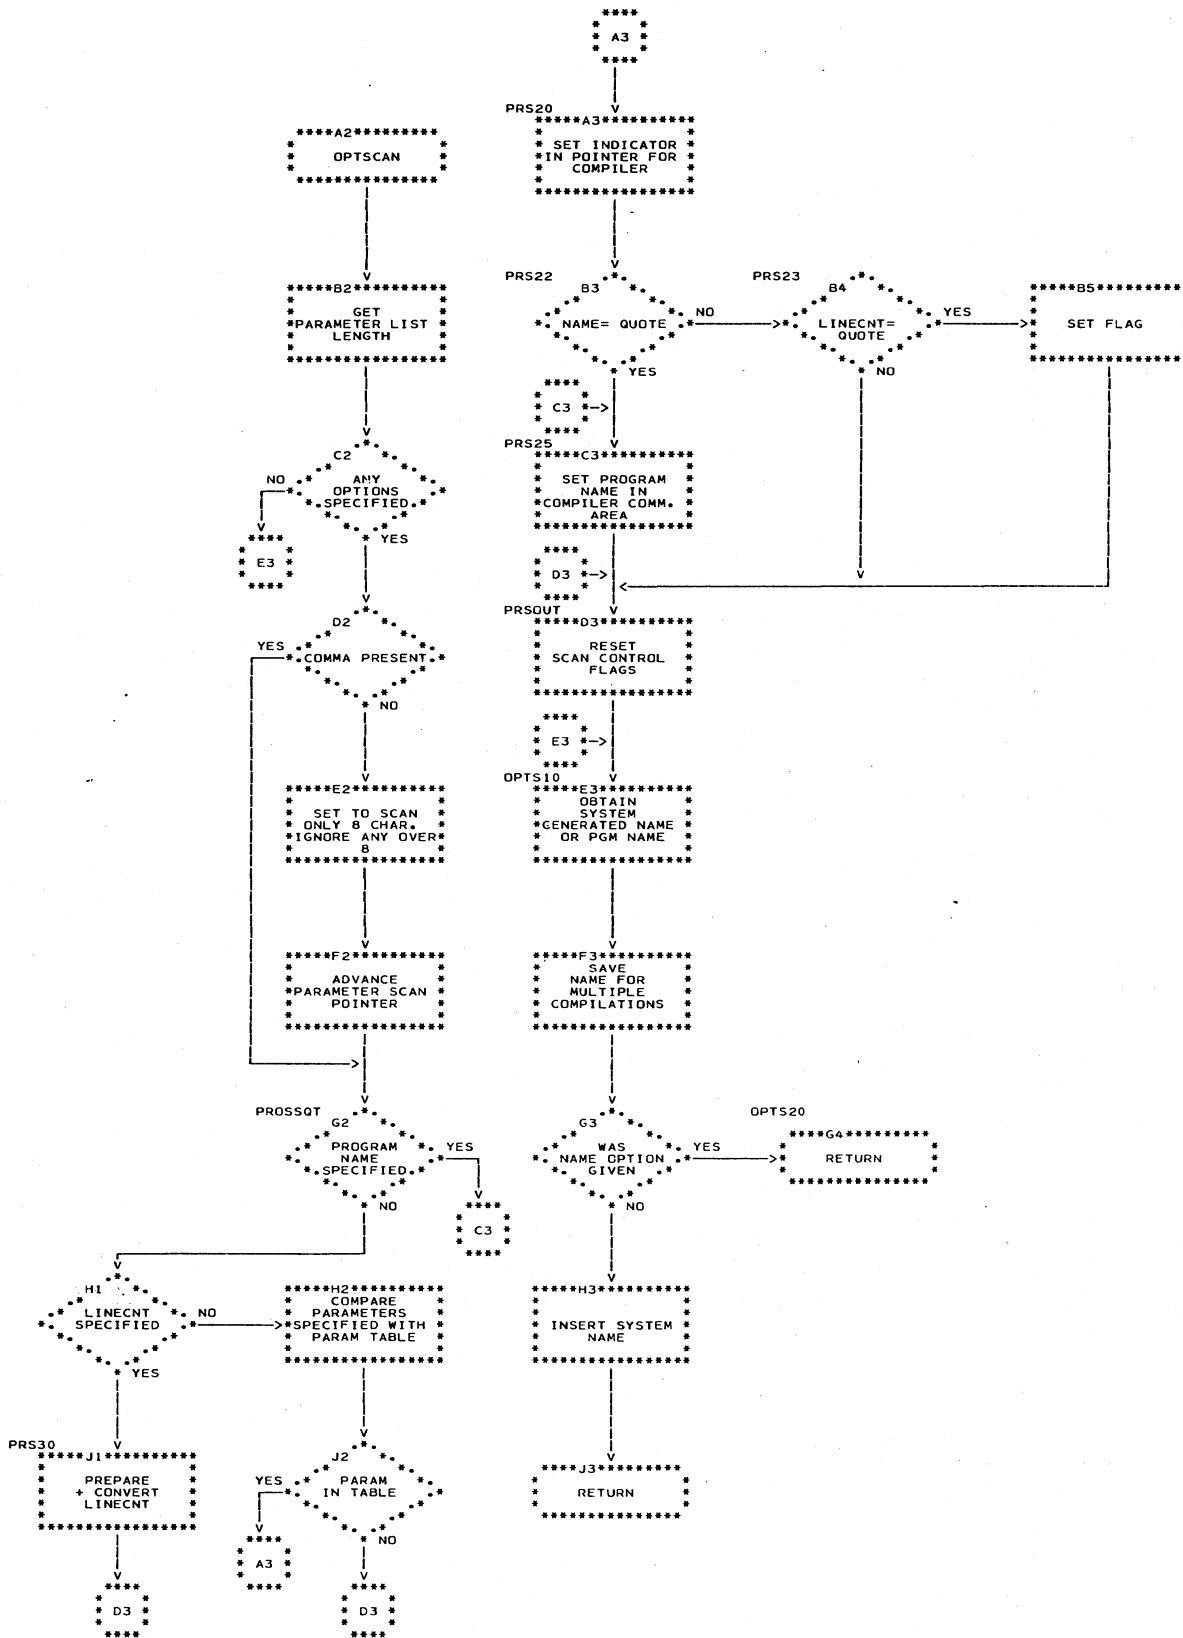 A3
PRS20
A3
SET INDICATOR
IN POINTER FOR
COMPILER
A2
OPTSCAN
B2
GET
PARAMETER LIST
LENGTH
PRS22
B3
NAME= QUOTE
NO
YES
PRS23
B4
LINECNT=
QUOTE
YES
NO
B5
SET FLAG
C3
PRS25
C3
SET PROGRAM
NAME IN
COMPILER COMM.
AREA
C2
ANY
OPTIONS
SPECIFIED
NO
YES
E3
D3
PRSOUT
D3
RESET
SCAN CONTROL
FLAGS
D2
COMMA PRESENT
YES
NO
E3
OPTS10
E3
OBTAIN
SYSTEM
GENERATED NAME
OR PGM NAME
E2
SET TO SCAN
ONLY 8 CHAR.
IGNORE ANY OVER
8
F2
ADVANCE
PARAMETER SCAN
POINTER
F3
SAVE
NAME FOR
MULTIPLE
COMPILATIONS
PROSSQT
G2
PROGRAM
NAME
SPECIFIED
YES
NO
C3
G3
WAS
NAME OPTION
GIVEN
YES
NO
OPTS20
G4
RETURN
H1
LINECNT
SPECIFIED
NO
YES
H2
COMPARE
PARAMETERS
SPECIFIED WITH
PARAM TABLE
H3
INSERT SYSTEM
NAME
PRS30
J1
PREPARE
+ CONVERT
LINECNT
J2
PARAM
IN TABLE
YES
NO
J3
RETURN
A3
D3
D3